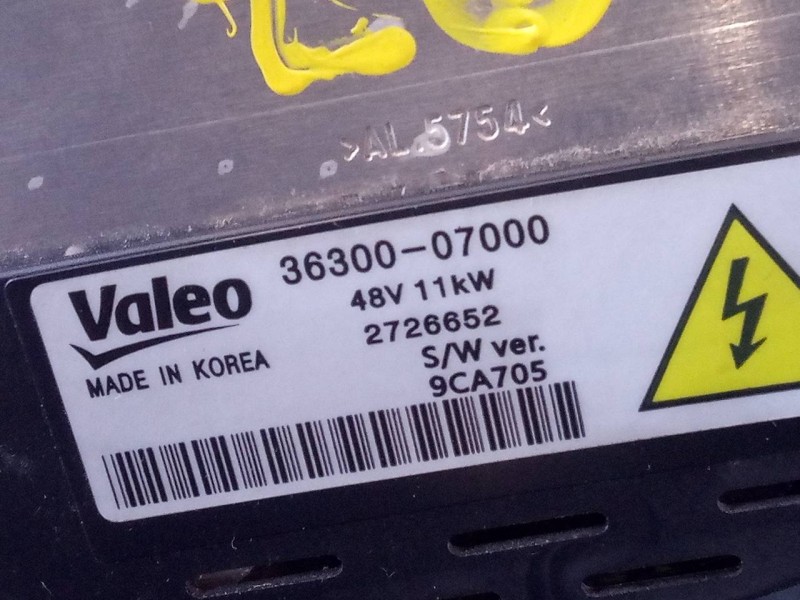 >AL.5754<
Valeo
36300-07000
48V 11kW
2726652
S/W ver.
9CA705
MADE IN KOREA